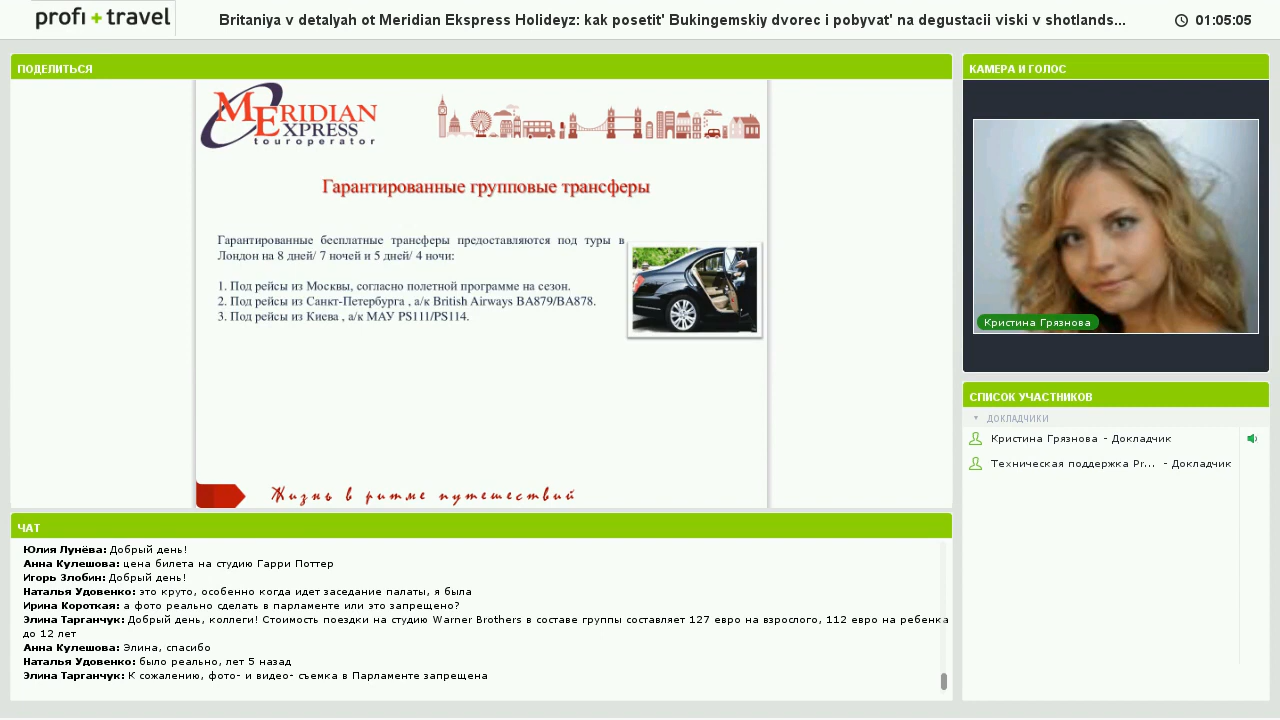 profi + travel
Britaniya v detalyah ot Meridian Ekspress Holideyz: kak posetit' Bukingemskiy dvorec i pobyvat' na degustacii viski v shotlands...
01:05:05
ПОДЕЛИТЬСЯ
MERIDIAN
EXPRESS
touroperator
Гарантированные групповые трансферы
Гарантированные бесплатные трансферы предоставляются под туры в
Лондон на 8 дней/ 7 ночей и 5 дней/ 4 ночи:
1. Под рейсы из Москвы, согласно полетной программе на сезон.
2. Под рейсы из Санкт-Петербурга , а/к British Airways BA879/BA878.
3. Под рейсы из Киева , а/к МАУ PS111/PS114.
Жизнь в ритме путешествий
КАМЕРА И ГОЛОС
Кристина Грязнова
СПИСОК УЧАСТНИКОВ
ДОКЛАДЧИКИ
Кристина Грязнова - Докладчик
Техническая поддержка Pr... - Докладчик
ЧАТ
Юлия Лунёва: Добрый день!
Анна Кулешова: цена билета на студию Гарри Поттер
Игорь Злобин: Добрый день!
Наталья Удовенко: это круто, особенно когда идет заседание палаты, я была
Ирина Короткая: а фото реально сделать в парламенте или это запрещено?
Элина Тарганчук: Добрый день, коллеги! Стоимость поездки на студию Warner Brothers в составе группы составляет 127 евро на взрослого, 112 евро на ребенка
до 12 лет
Анна Кулешова: Элина, спасибо
Наталья Удовенко: было реально, лет 5 назад
Элина Тарганчук: К сожалению, фото- и видео- съемка в Парламенте запрещена